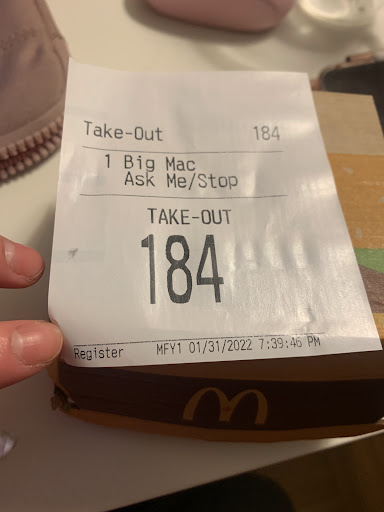 Take-Out 184
1 Big Mac
Ask Me/Stop
TAKE-OUT
184
Register MFY1 01/31/2022 7:39:46 PM